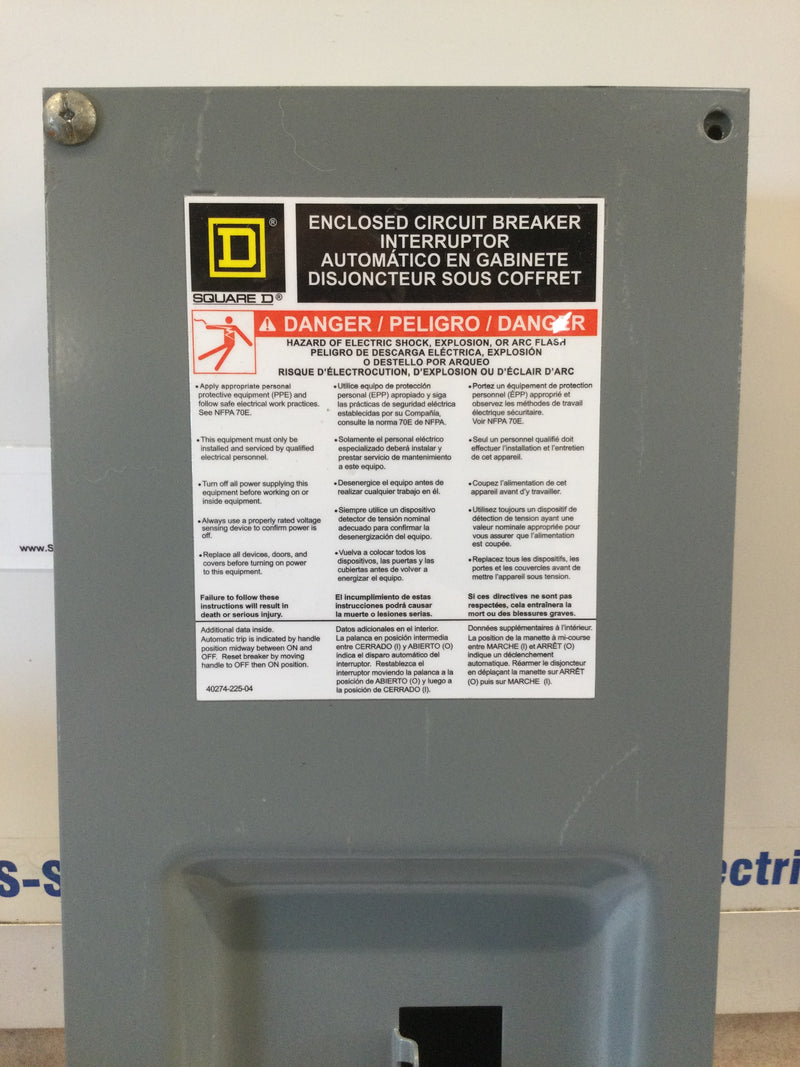 D®
SQUARE D®
ENCLOSED CIRCUIT BREAKER
INTERRUPTOR
AUTOMÁTICO EN GABINETE
DISJONCTEUR SOUS COFFRET
DANGER / PELIGRO / DANGER
HAZARD OF ELECTRIC SHOCK, EXPLOSION, OR ARC FLASH
PELIGRO DE DESCARGA ELÉCTRICA, EXPLOSIÓN
O DESTELLO POR ARQUEO
RISQUE D'ÉLECTROCUTION, D'EXPLOSION OU D'ÉCLAIR D'ARC
• Apply appropriate personal
protective equipment (PPE) and
follow safe electrical work practices.
See NFPA 70E.
• This equipment must only be
installed and serviced by qualified
electrical personnel.
• Turn off all power supplying this
equipment before working on or
inside equipment.
• Always use a properly rated voltage
sensing device to confirm power is
off.
• Replace all devices, doors, and
covers before turning on power
to this equipment.
Failure to follow these
instructions will result in
death or serious injury.
• Utilice equipo de protección
personal (EPP) apropiado y siga
las prácticas de seguridad eléctrica
establecidas por su Compañía,
consulte la norma 70E de NFPA.
• Solamente el personal eléctrico
especializado deberá instalar y
prestar servicio de mantenimiento
a este equipo.
• Desenergice el equipo antes de
realizar cualquier trabajo en él.
• Siempre utilice un dispositivo
detector de tensión nominal
adecuado para confirmar la
desenergización del equipo.
• Vuelva a colocar todos los
dispositivos, las puertas y las
cubiertas antes de volver a
energizar el equipo.
El incumplimiento de estas
instrucciones podrá causar
la muerte o lesiones serias.
• Portez un équipement de protection
personnel (ÉPP) approprié et
observez les méthodes de travail
électrique sécuritaire.
Voir NFPA 70E.
• Seul un personnel qualifié doit
effectuer l'installation et l'entretien
de cet appareil.
• Coupez l'alimentation de cet
appareil avant d'y travailler.
• Utilisez toujours un dispositif de
détection de tension ayant une
valeur nominale appropriée pour
vous assurer que l'alimentation
est coupée.
• Replacez tous les dispositifs, les
portes et les couvercles avant de
mettre l'appareil sous tension.
Si ces directives ne sont pas
respectées, cela entraînera la
mort ou des blessures graves.
Additional data inside.
Automatic trip is indicated by handle
position midway between ON and
OFF. Reset breaker by moving
handle to OFF then ON position.
40274-225-04
Datos adicionales en el interior.
La palanca en posición intermedia
entre CERRADO (I) y ABIERTO (O)
indica el disparo automático del
interruptor. Restablezca el
interruptor moviendo la palanca a la
posición de ABIERTO (O) y luego a
la posición de CERRADO (I).
Données supplémentaires à l'intérieur.
La position de la manette à mi-course
entre MARCHE (I) et ARRÊT (O)
indique un déclenchement
automatique. Réarmer le disjoncteur
en déplaçant la manette sur ARRÊT
(O) puis sur MARCHE (I).
www.S
S-S
ectri